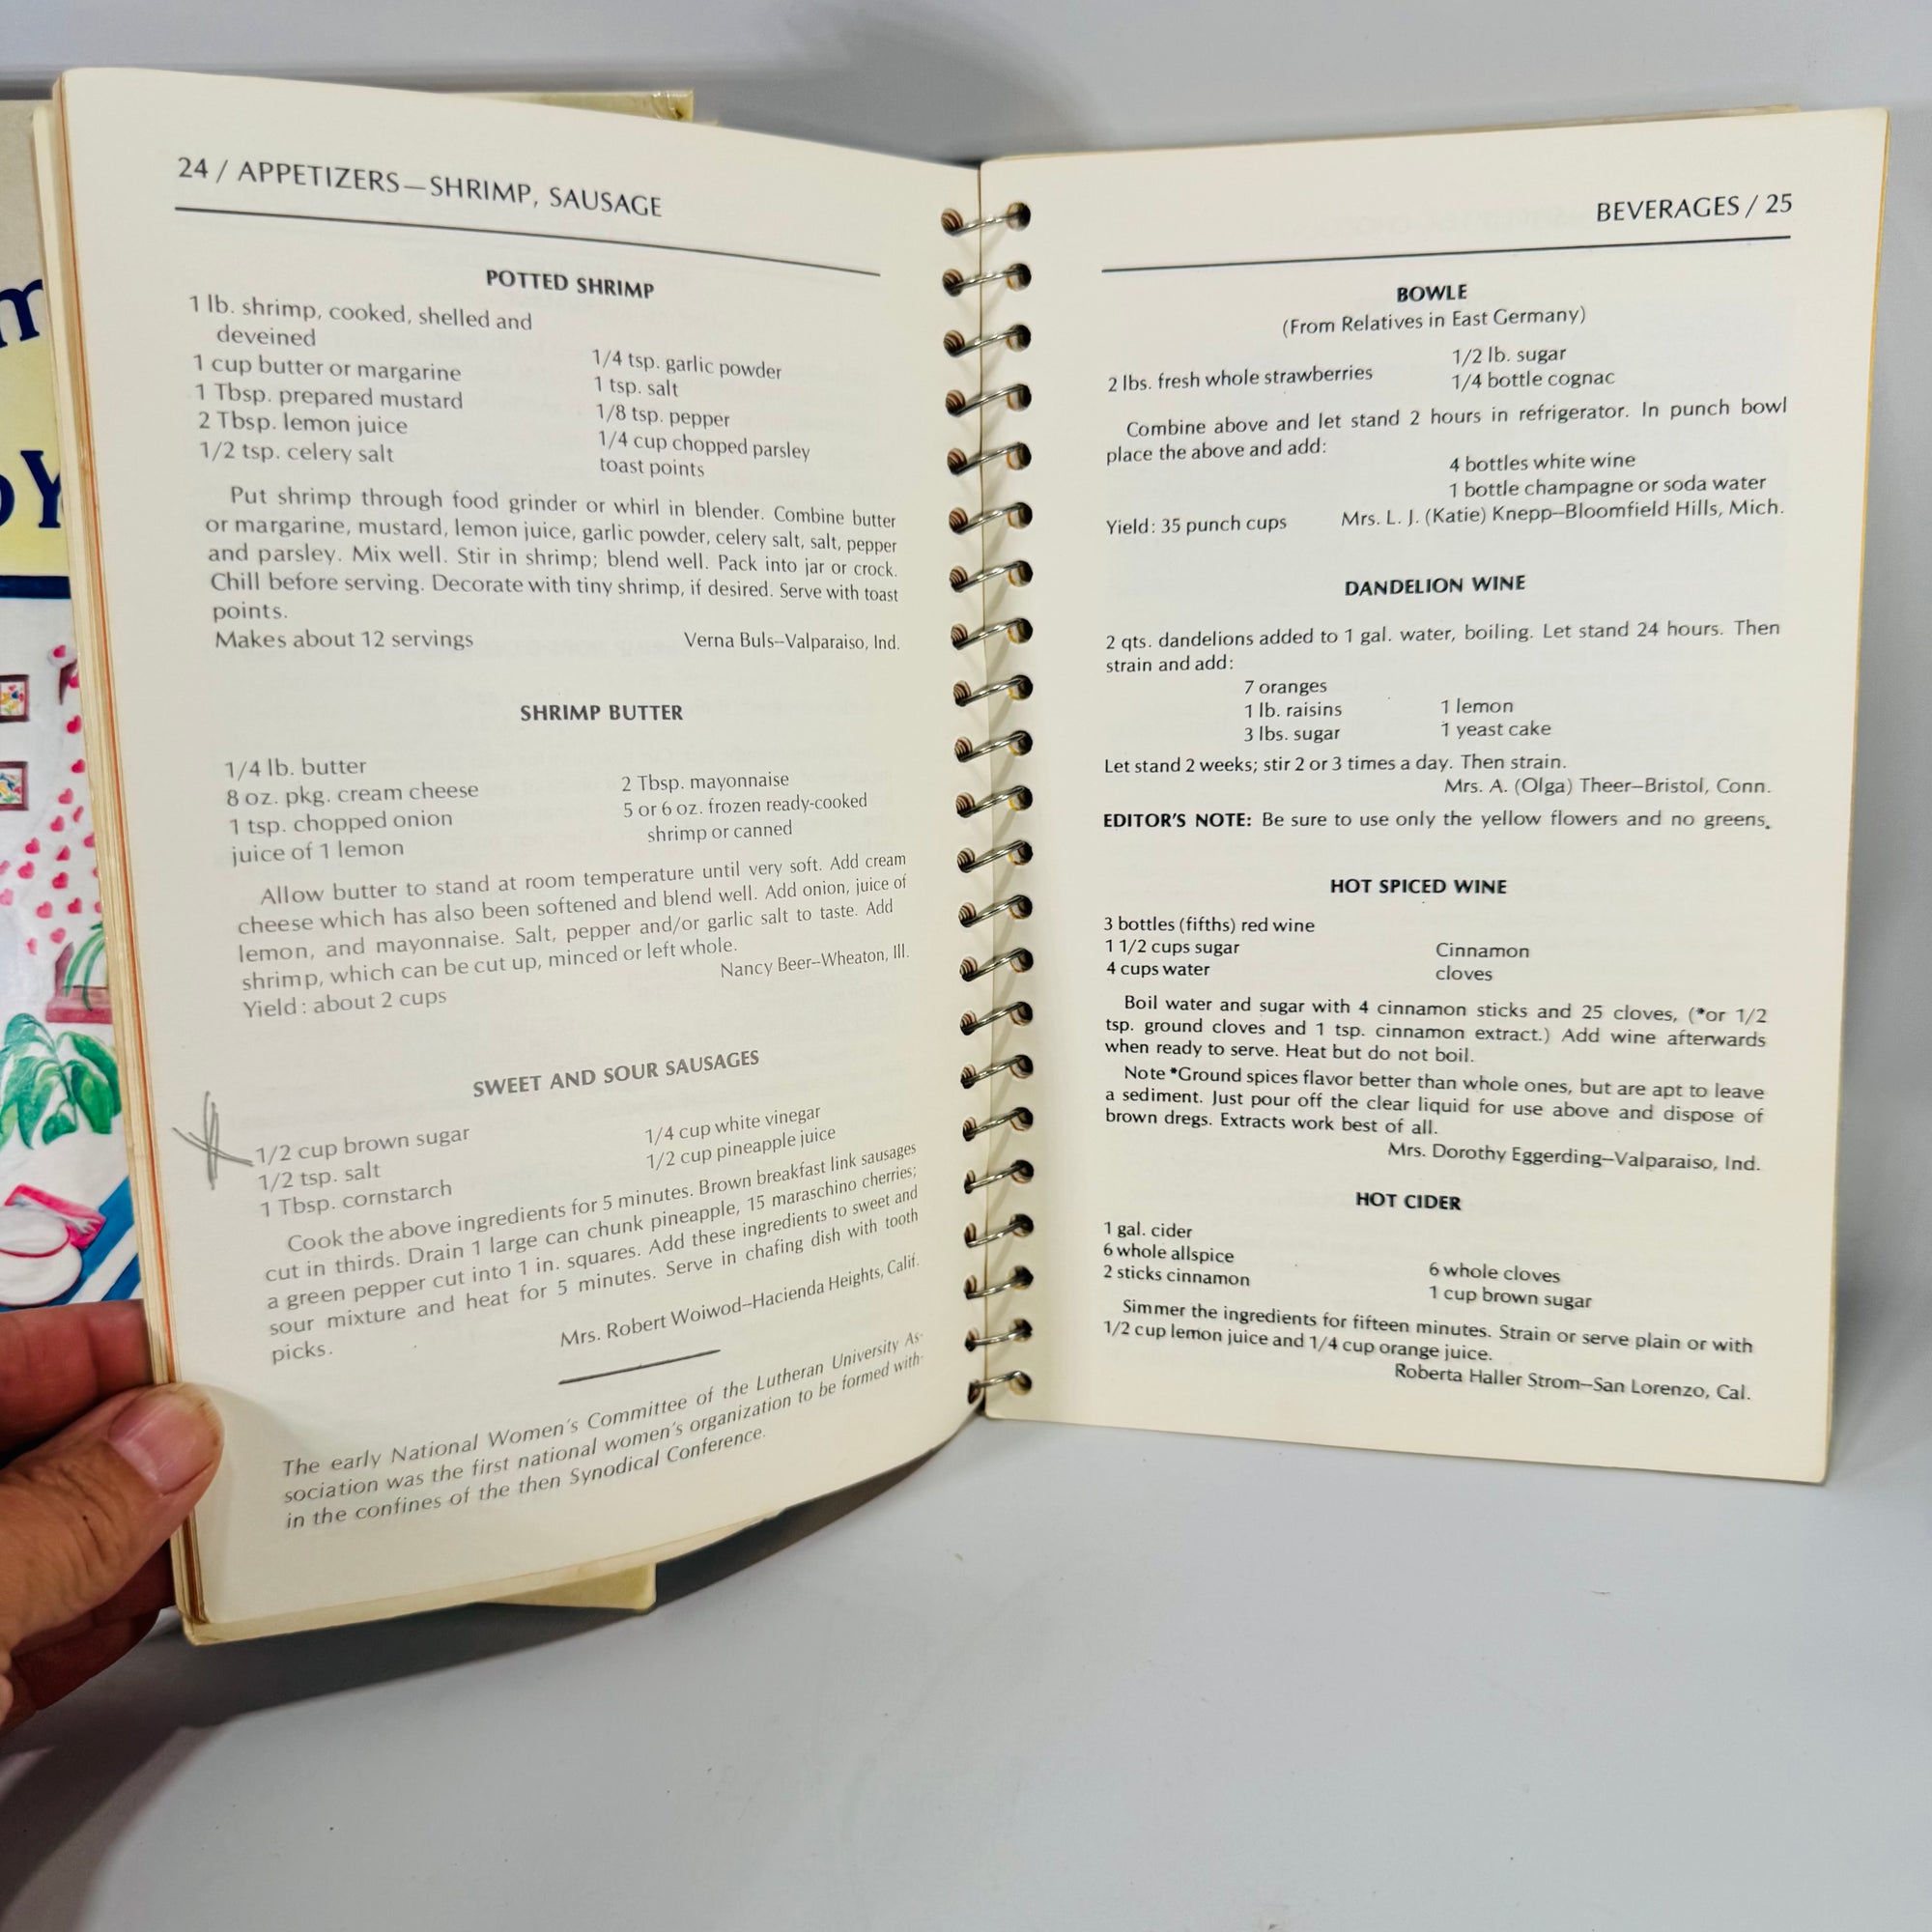 24 / APPETIZERS—SHRIMP, SAUSAGE
POTTED SHRIMP
1 lb. shrimp, cooked, shelled and
deveined
1 cup butter or margarine
1 Tbsp. prepared mustard
2 Tbsp. lemon juice
1/2 tsp. celery salt
1/4 tsp. garlic powder
1 tsp. salt
1/8 tsp. pepper
1/4 cup chopped parsley
toast points
Put shrimp through food grinder or whirl in blender. Combine butter
or margarine, mustard, lemon juice, garlic powder, celery salt, salt, pepper
and parsley. Mix well. Stir in shrimp; blend well. Pack into jar or crock.
Chill before serving. Decorate with tiny shrimp, if desired. Serve with toast
points.
Makes about 12 servings Verna Buls—Valparaiso, Ind.
SHRIMP BUTTER
1/4 lb. butter
8 oz. pkg. cream cheese
1 tsp. chopped onion
juice of 1 lemon
2 Tbsp. mayonnaise
5 or 6 oz. frozen ready-cooked
shrimp or canned
Allow butter to stand at room temperature until very soft. Add cream
cheese which has also been softened and blend well. Add onion, juice of
lemon, and mayonnaise. Salt, pepper and/or garlic salt to taste. Add
shrimp, which can be cut up, minced or left whole.
Nancy Beer—Wheaton, Ill.
Yield: about 2 cups
SWEET AND SOUR SAUSAGES
1/2 cup brown sugar
1/2 tsp. salt
1 Tbsp. cornstarch
1/4 cup white vinegar
1/2 cup pineapple juice
Cook the above ingredients for 5 minutes. Brown breakfast link sausages
cut in thirds. Drain 1 large can chunk pineapple, 15 maraschino cherries;
a green pepper cut into 1 in. squares. Add these ingredients to sweet and
sour mixture and heat for 5 minutes. Serve in chafing dish with tooth
picks.
Mrs. Robert Woiwod—Hacienda Heights, Calif.
The early National Women's Committee of the Lutheran University As-
sociation was the first national women's organization to be formed with-
in the confines of the then Synodical Conference.
BEVERAGES / 25
BOWLE
(From Relatives in East Germany)
2 lbs. fresh whole strawberries
1/2 lb. sugar
1/4 bottle cognac
Combine above and let stand 2 hours in refrigerator. In punch bowl
place the above and add:
4 bottles white wine
1 bottle champagne or soda water
Yield: 35 punch cups Mrs. L. J. (Katie) Knepp—Bloomfield Hills, Mich.
DANDELION WINE
2 qts. dandelions added to 1 gal. water, boiling. Let stand 24 hours. Then
strain and add:
7 oranges
1 lb. raisins
3 lbs. sugar
1 lemon
1 yeast cake
Let stand 2 weeks; stir 2 or 3 times a day. Then strain.
Mrs. A. (Olga) Theer—Bristol, Conn.
EDITOR'S NOTE: Be sure to use only the yellow flowers and no greens.
HOT SPICED WINE
3 bottles (fifths) red wine
1 1/2 cups sugar
4 cups water
Cinnamon
cloves
Boil water and sugar with 4 cinnamon sticks and 25 cloves, (*or 1/2
tsp. ground cloves and 1 tsp. cinnamon extract.) Add wine afterwards
when ready to serve. Heat but do not boil.
Note *Ground spices flavor better than whole ones, but are apt to leave
a sediment. Just pour off the clear liquid for use above and dispose of
brown dregs. Extracts work best of all.
Mrs. Dorothy Eggerding—Valparaiso, Ind.
HOT CIDER
1 gal. cider
6 whole allspice
2 sticks cinnamon
6 whole cloves
1 cup brown sugar
Simmer the ingredients for fifteen minutes. Strain or serve plain or with
1/2 cup lemon juice and 1/4 cup orange juice.
Roberta Haller Strom—San Lorenzo, Cal.